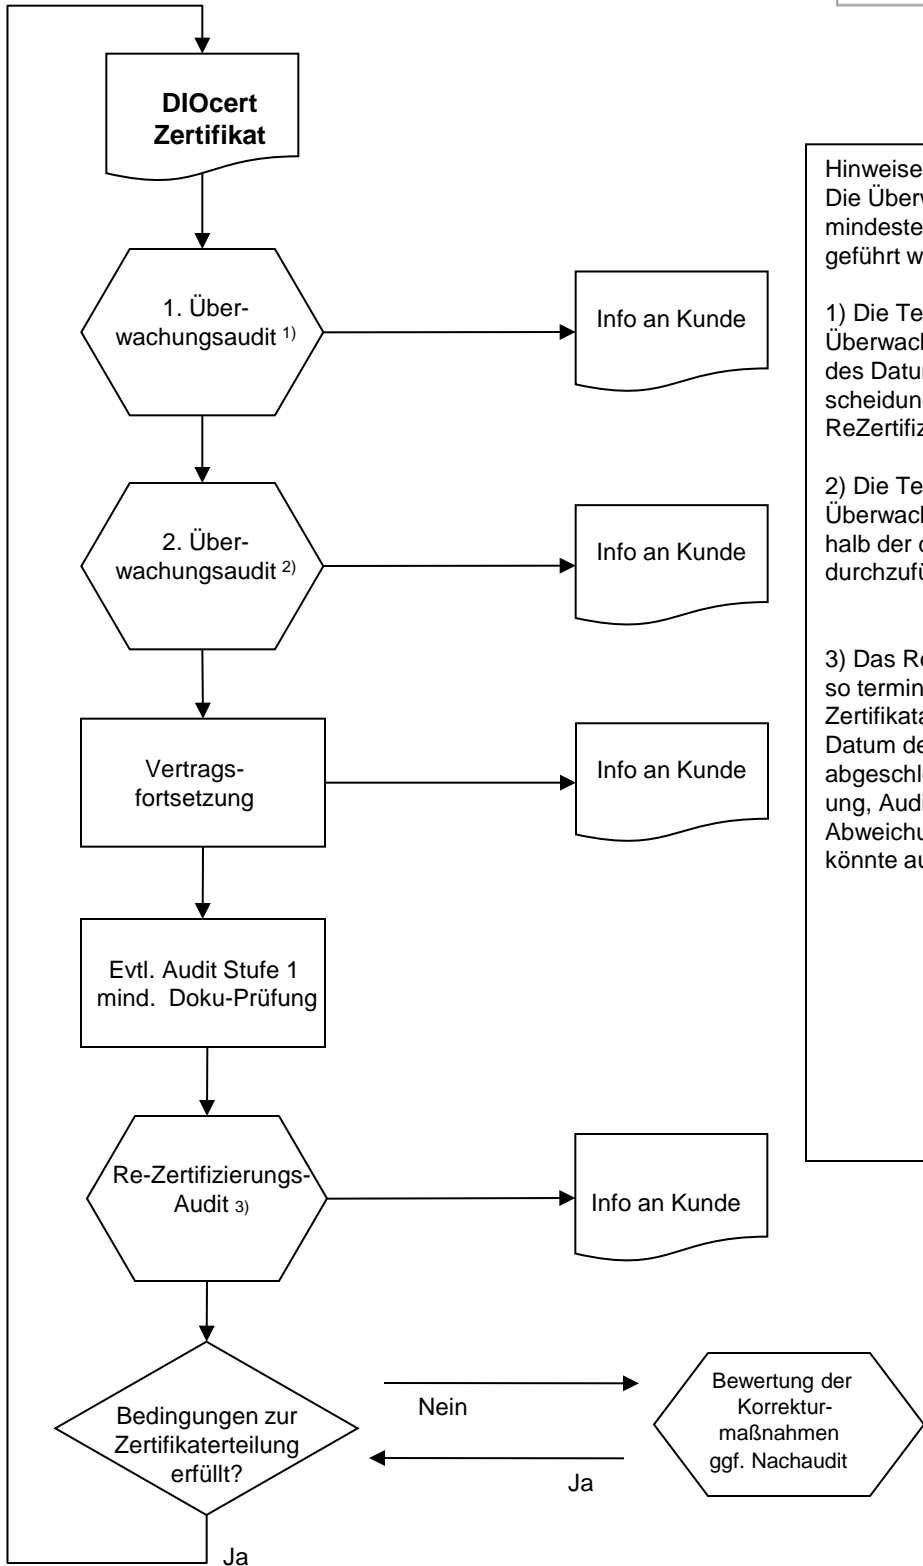 DIOcert
Zertifikat
1. Über-
wachungsaudit 1)
Info an Kunde
2. Über-
wachungsaudit 2)
Info an Kunde
Vertrags-
fortsetzung
Info an Kunde
Evtl. Audit Stufe 1
mind. Doku-Prüfung
Re-Zertifizierungs-
Audit 3)
Info an Kunde
Bedingungen zur
Zertifikaterteilung
erfüllt?
Nein
Ja
Bewertung der
Korrektur-
maßnahmen
ggf. Nachaudit
Ja
Hinweise
Die Über
mindeste
geführt w
1) Die Te
Überwach
des Datu
scheidun
ReZertifiz
2) Die Te
Überwach
halb der
durchzufü
3) Das Re
so termin
Zertifikata
Datum de
abgeschl
ung, Audi
Abweichu
könnte au